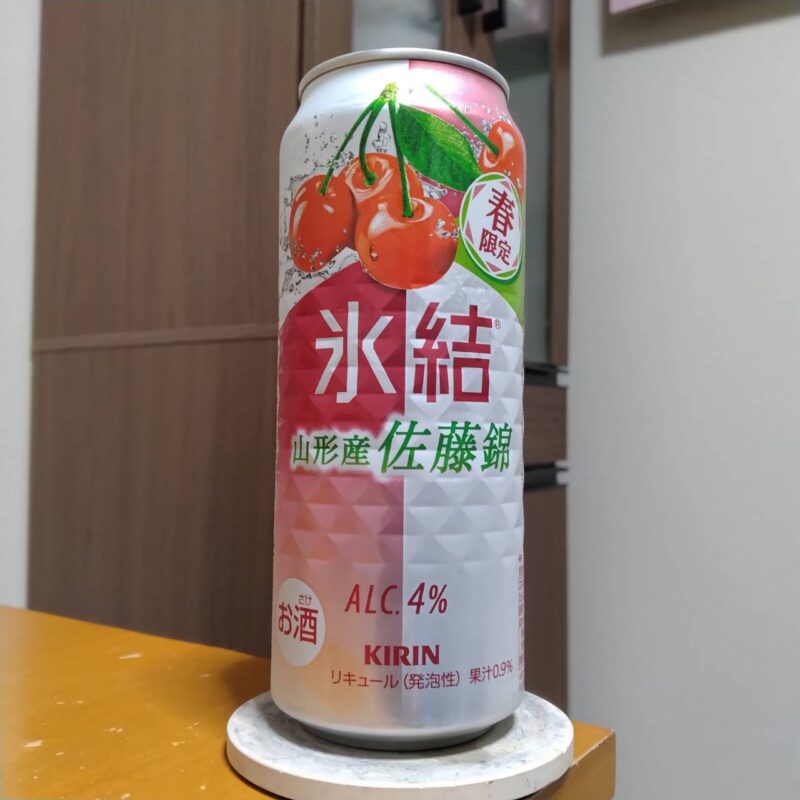 春
限定
氷結®
山形産 佐藤錦
ALC. 4%
さけ
お酒
KIRIN
リキュール(発泡性) 果汁0.9%